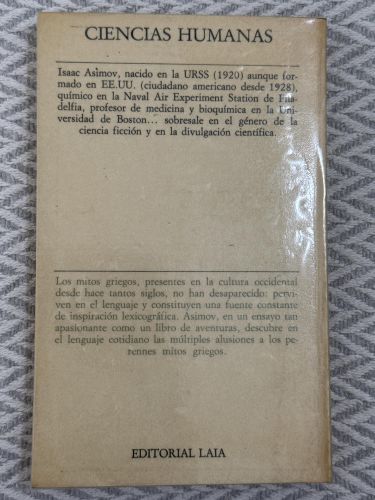 CIENCIAS HUMANAS
Isaac Asimov, nacido en la URSS (1920) aunque for-
mado en EE.UU. (ciudadano americano desde 1928),
químico en la Naval Air Experiment Station de Fila-
delfia, profesor de medicina y bioquímica en la Uni-
versidad de Boston... sobresale en el género de la
ciencia ficción y en la divulgación científica.
Los mitos griegos, presentes en la cultura occidental
desde hace tantos siglos, no han desaparecido: pervi-
ven en el lenguaje y constituyen una fuente constante
de inspiración lexicográfica. Asimov, en un ensayo tan
apasionante como un libro de aventuras, descubre en
el lenguaje cotidiano las múltiples alusiones a los pe-
rennes mitos griegos.
EDITORIAL LAIA